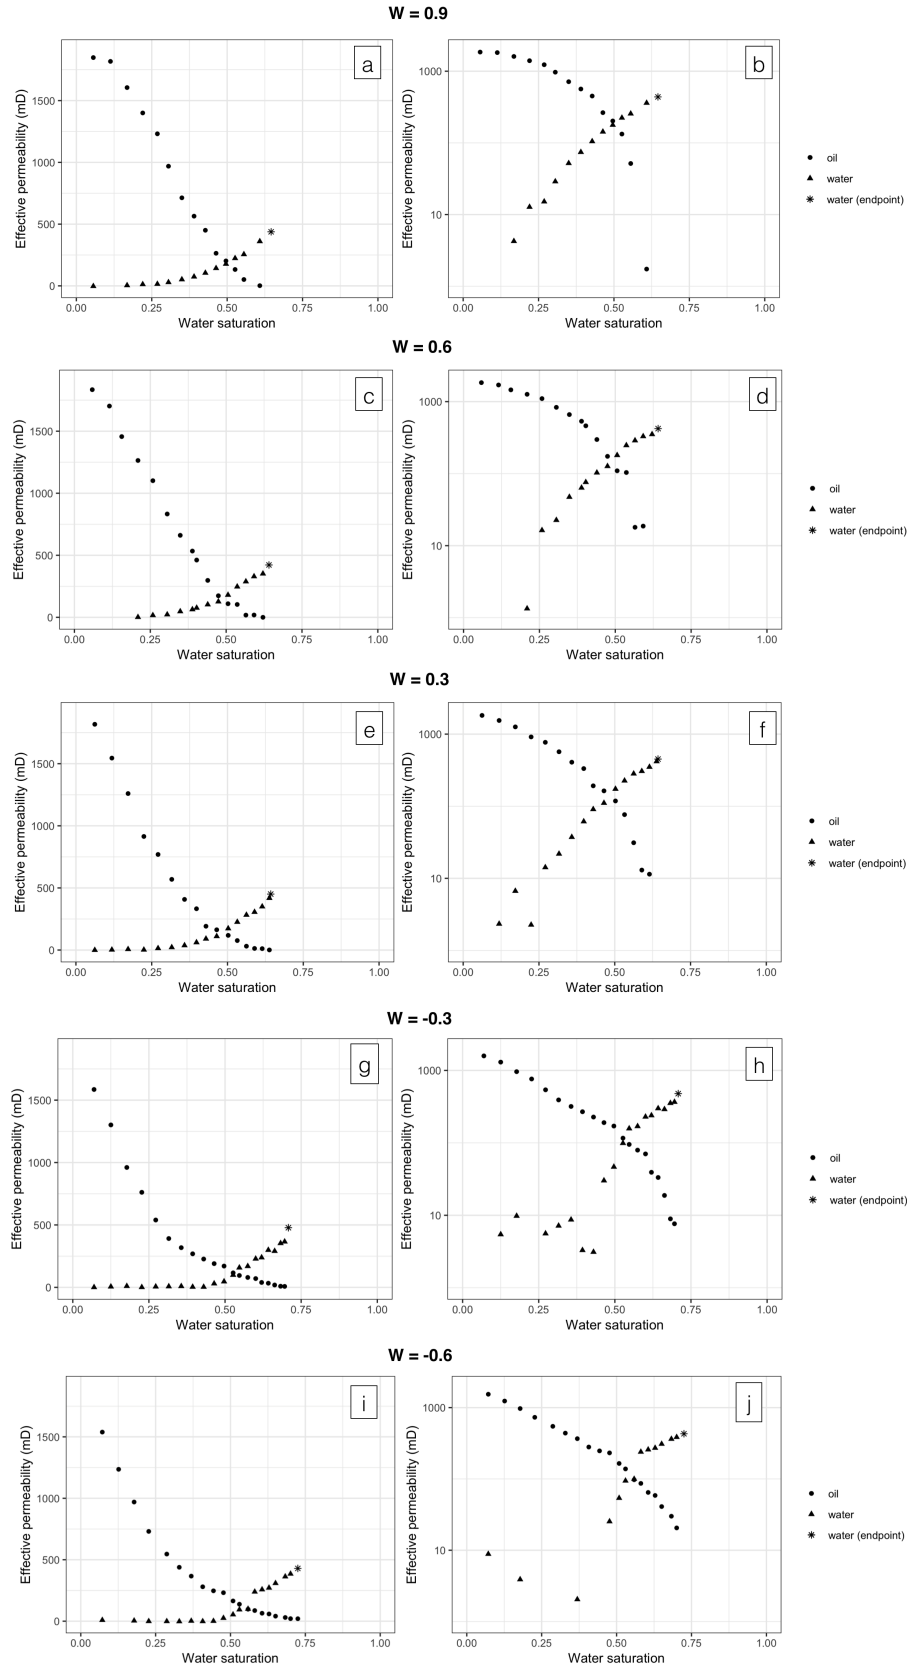 W = 0.9
a
Effective permeability (mD)
1500
1000
500
0
0.00 0.25 0.50 0.75 1.00
Water saturation
b
Effective permeability (mD)
1000
10
0.00 0.25 0.50 0.75 1.00
Water saturation
oil
water
water (endpoint)
W = 0.6
c
Effective permeability (mD)
1500
1000
500
0
0.00 0.25 0.50 0.75 1.00
Water saturation
d
Effective permeability (mD)
1000
10
0.00 0.25 0.50 0.75 1.00
Water saturation
oil
water
water (endpoint)
W = 0.3
e
Effective permeability (mD)
1500
1000
500
0
0.00 0.25 0.50 0.75 1.00
Water saturation
f
Effective permeability (mD)
1000
10
0.00 0.25 0.50 0.75 1.00
Water saturation
oil
water
water (endpoint)
W = -0.3
g
Effective permeability (mD)
1500
1000
500
0
0.00 0.25 0.50 0.75 1.00
Water saturation
h
Effective permeability (mD)
1000
10
0.00 0.25 0.50 0.75 1.00
Water saturation
oil
water
water (endpoint)
W = -0.6
i
Effective permeability (mD)
1500
1000
500
0
0.00 0.25 0.50 0.75 1.00
Water saturation
j
Effective permeability (mD)
1000
10
0.00 0.25 0.50 0.75 1.00
Water saturation
oil
water
water (endpoint)